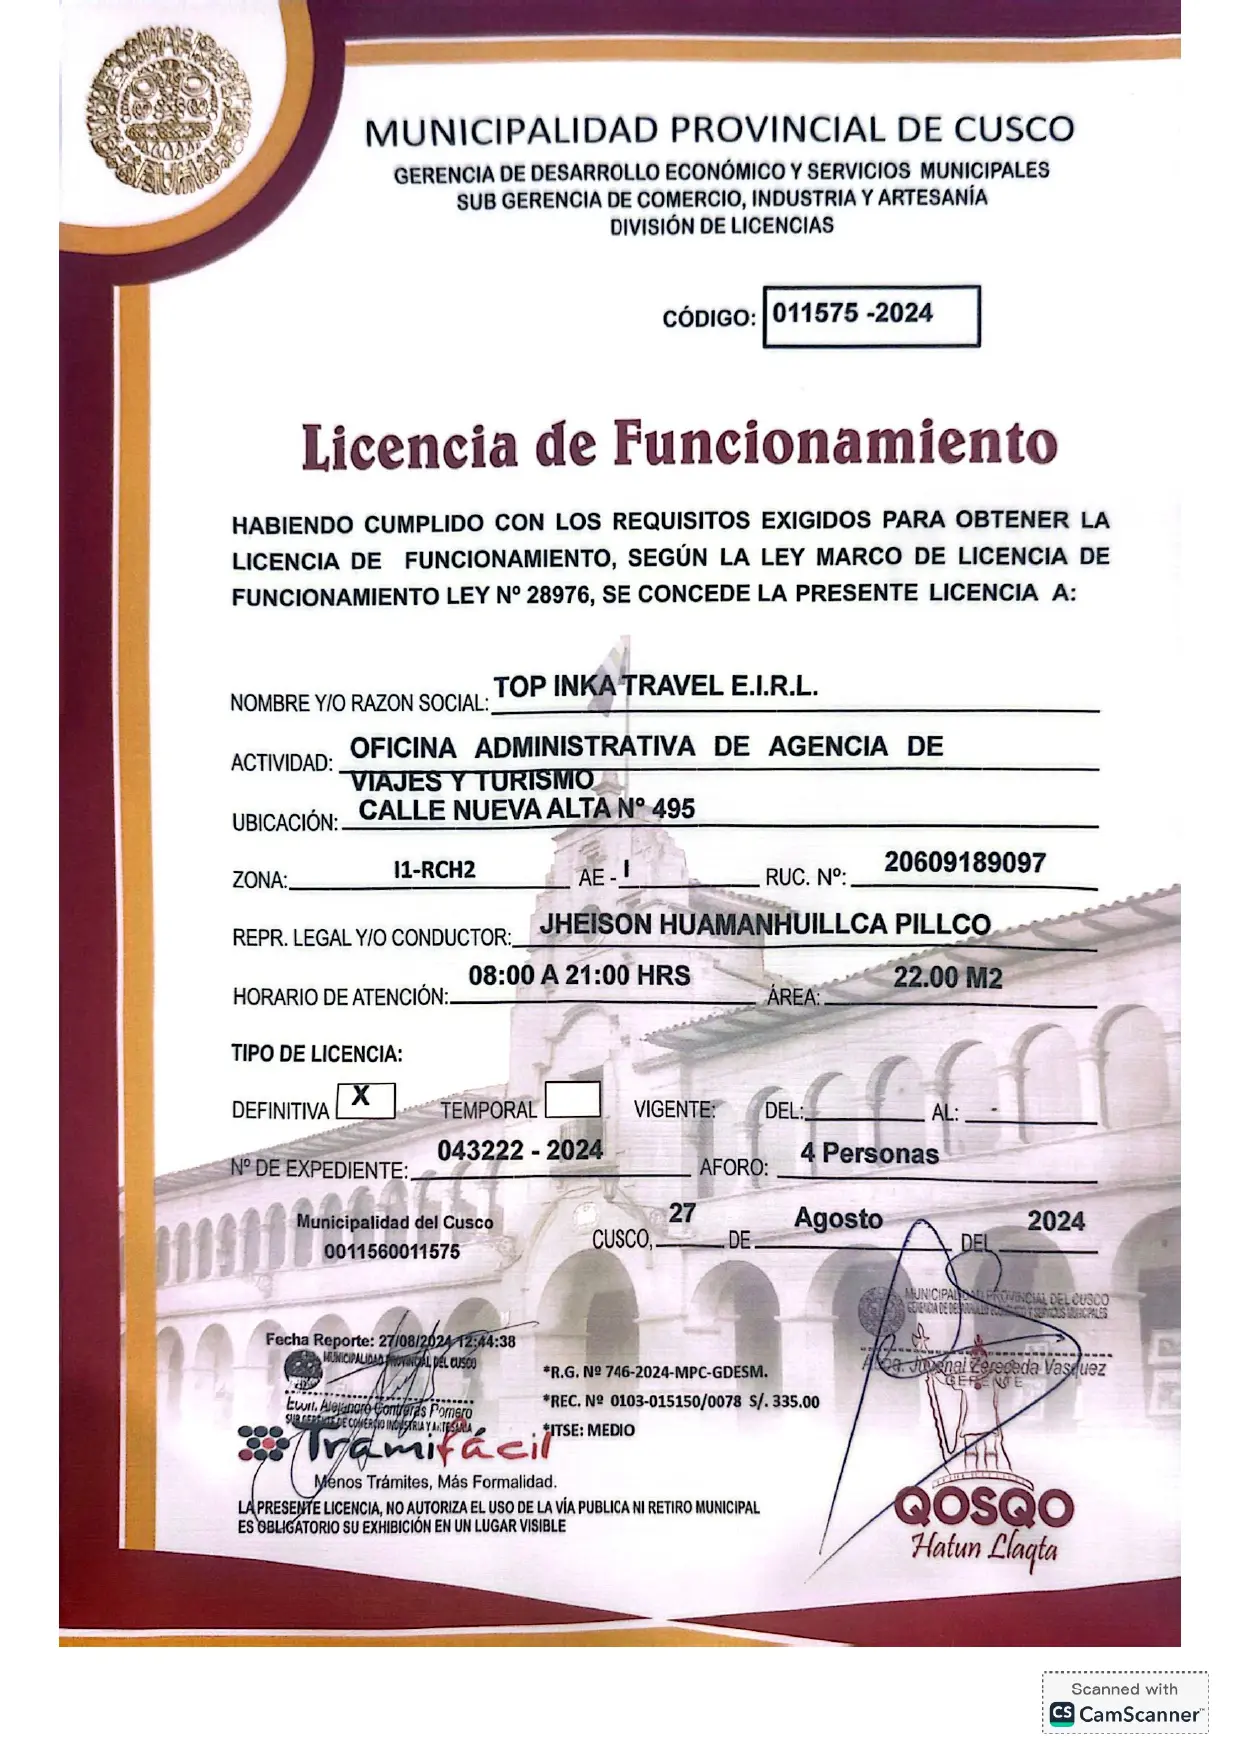 MUNICIPALIDAD PROVINCIAL DE CUSCO
GERENCIA DE DESARROLLO ECONÓMICO Y SERVICIOS MUNICIPALES
SUB GERENCIA DE COMERCIO, INDUSTRIA Y ARTESANÍA
DIVISIÓN DE LICENCIAS
CÓDIGO: 011575 -2024
Licencia de Funcionamiento
HABIENDO CUMPLIDO CON LOS REQUISITOS EXIGIDOS PARA OBTENER LA
LICENCIA DE FUNCIONAMIENTO, SEGÚN LA LEY MARCO DE LICENCIA DE
FUNCIONAMIENTO LEY Nº 28976, SE CONCEDE LA PRESENTE LICENCIA A:
NOMBRE Y/O RAZON SOCIAL: TOP INKA TRAVEL E.I.R.L.
ACTIVIDAD: OFICINA ADMINISTRATIVA DE AGENCIA DE
VIAJES Y TURISMO
UBICACIÓN: CALLE NUEVA ALTA Nº 495
ZONA: I1-RCH2 AE - I RUC. Nº: 20609189097
REPR. LEGAL Y/O CONDUCTOR: JHEISON HUAMANHUILLCA PILLCO
HORARIO DE ATENCIÓN: 08:00 A 21:00 HRS ÁREA: 22.00 M2
TIPO DE LICENCIA:
DEFINITIVA X TEMPORAL VIGENTE: DEL: AL: -
Nº DE EXPEDIENTE: 043222 - 2024 AFORO: 4 Personas
Municipalidad del Cusco
0011560011575
CUSCO, 27 DE Agosto DEL 2024
MUNICIPALIDAD PROVINCIAL DEL CUSCO
GERENCIA DE DESARROLLO ECONOMICO Y SERVICIOS MUNICIPALES
Juvenal Zereceda Vasquez
GERENTE
Fecha Reporte: 27/08/2024 12:44:38
MUNICIPALIDAD PROVINCIAL DEL CUSCO
Alejandro Contreras Romero
SUB GERENTE DE COMERCIO INDUSTRIA Y ARTESANIA
*R.G. Nº 746-2024-MPC-GDESM.
*REC. Nº 0103-015150/0078 S/. 335.00
*ITSE: MEDIO
Tramifácil
Menos Trámites, Más Formalidad.
LA PRESENTE LICENCIA, NO AUTORIZA EL USO DE LA VÍA PUBLICA NI RETIRO MUNICIPAL
ES OBLIGATORIO SU EXHIBICIÓN EN UN LUGAR VISIBLE
QOSQO
Hatun Llaqta
Scanned with
CS CamScanner